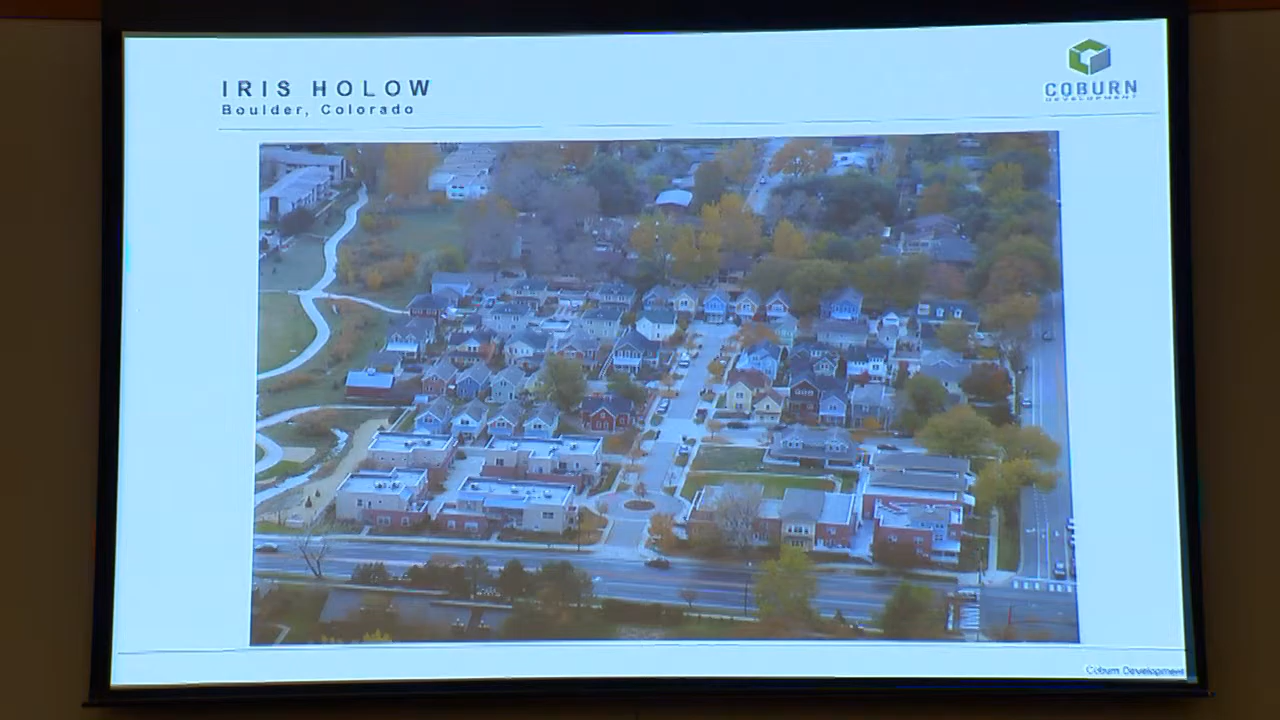 IRIS HOLOW
Boulder, Colorado
COBURN
DEVELOPMENT
Coburn Development